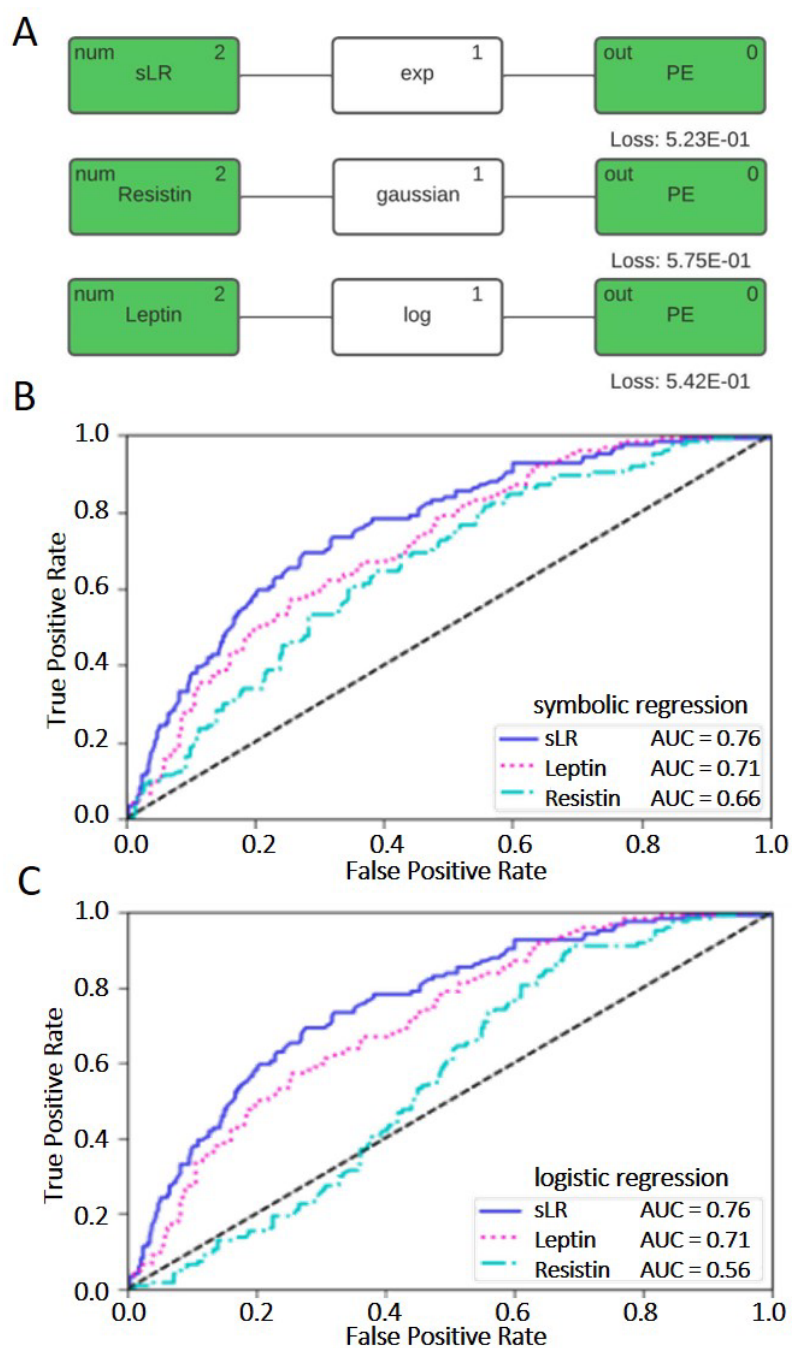 A
num 2 1 out 0
sLR exp PE
Loss: 5.23E-01
num 2 1 out 0
Resistin gaussian PE
Loss: 5.75E-01
num 2 1 out 0
Leptin log PE
Loss: 5.42E-01
B
1.0
0.8
0.6
0.4
0.2
0.0
True Positive Rate
symbolic regression
sLR AUC = 0.76
Leptin AUC = 0.71
Resistin AUC = 0.66
0.0 0.2 0.4 0.6 0.8 1.0
False Positive Rate
C
1.0
0.8
0.6
0.4
0.2
0.0
True Positive Rate
logistic regression
sLR AUC = 0.76
Leptin AUC = 0.71
Resistin AUC = 0.56
0.0 0.2 0.4 0.6 0.8 1.0
False Positive Rate